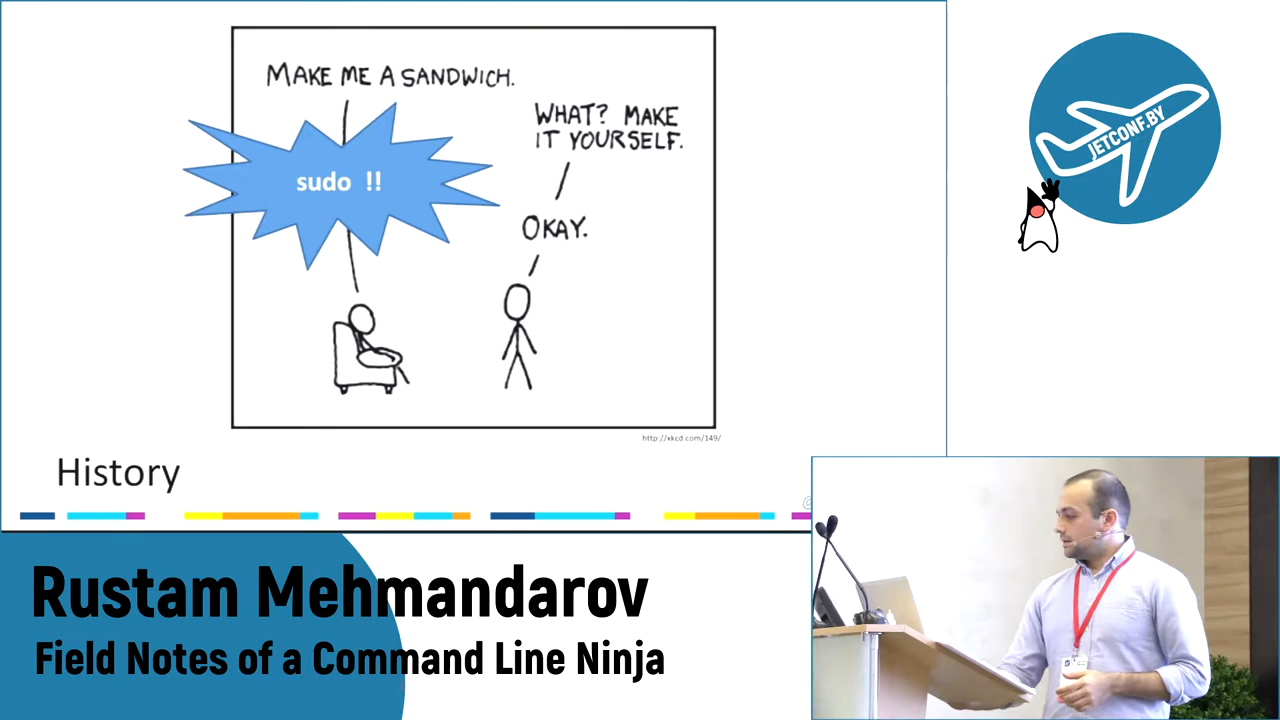 MAKE ME A SANDWICH.
WHAT? MAKE
IT YOURSELF.
sudo !!
OKAY.
http://xkcd.com/149/
History
@
JETCONF.BY
Rustam Mehmandarov
Field Notes of a Command Line Ninja